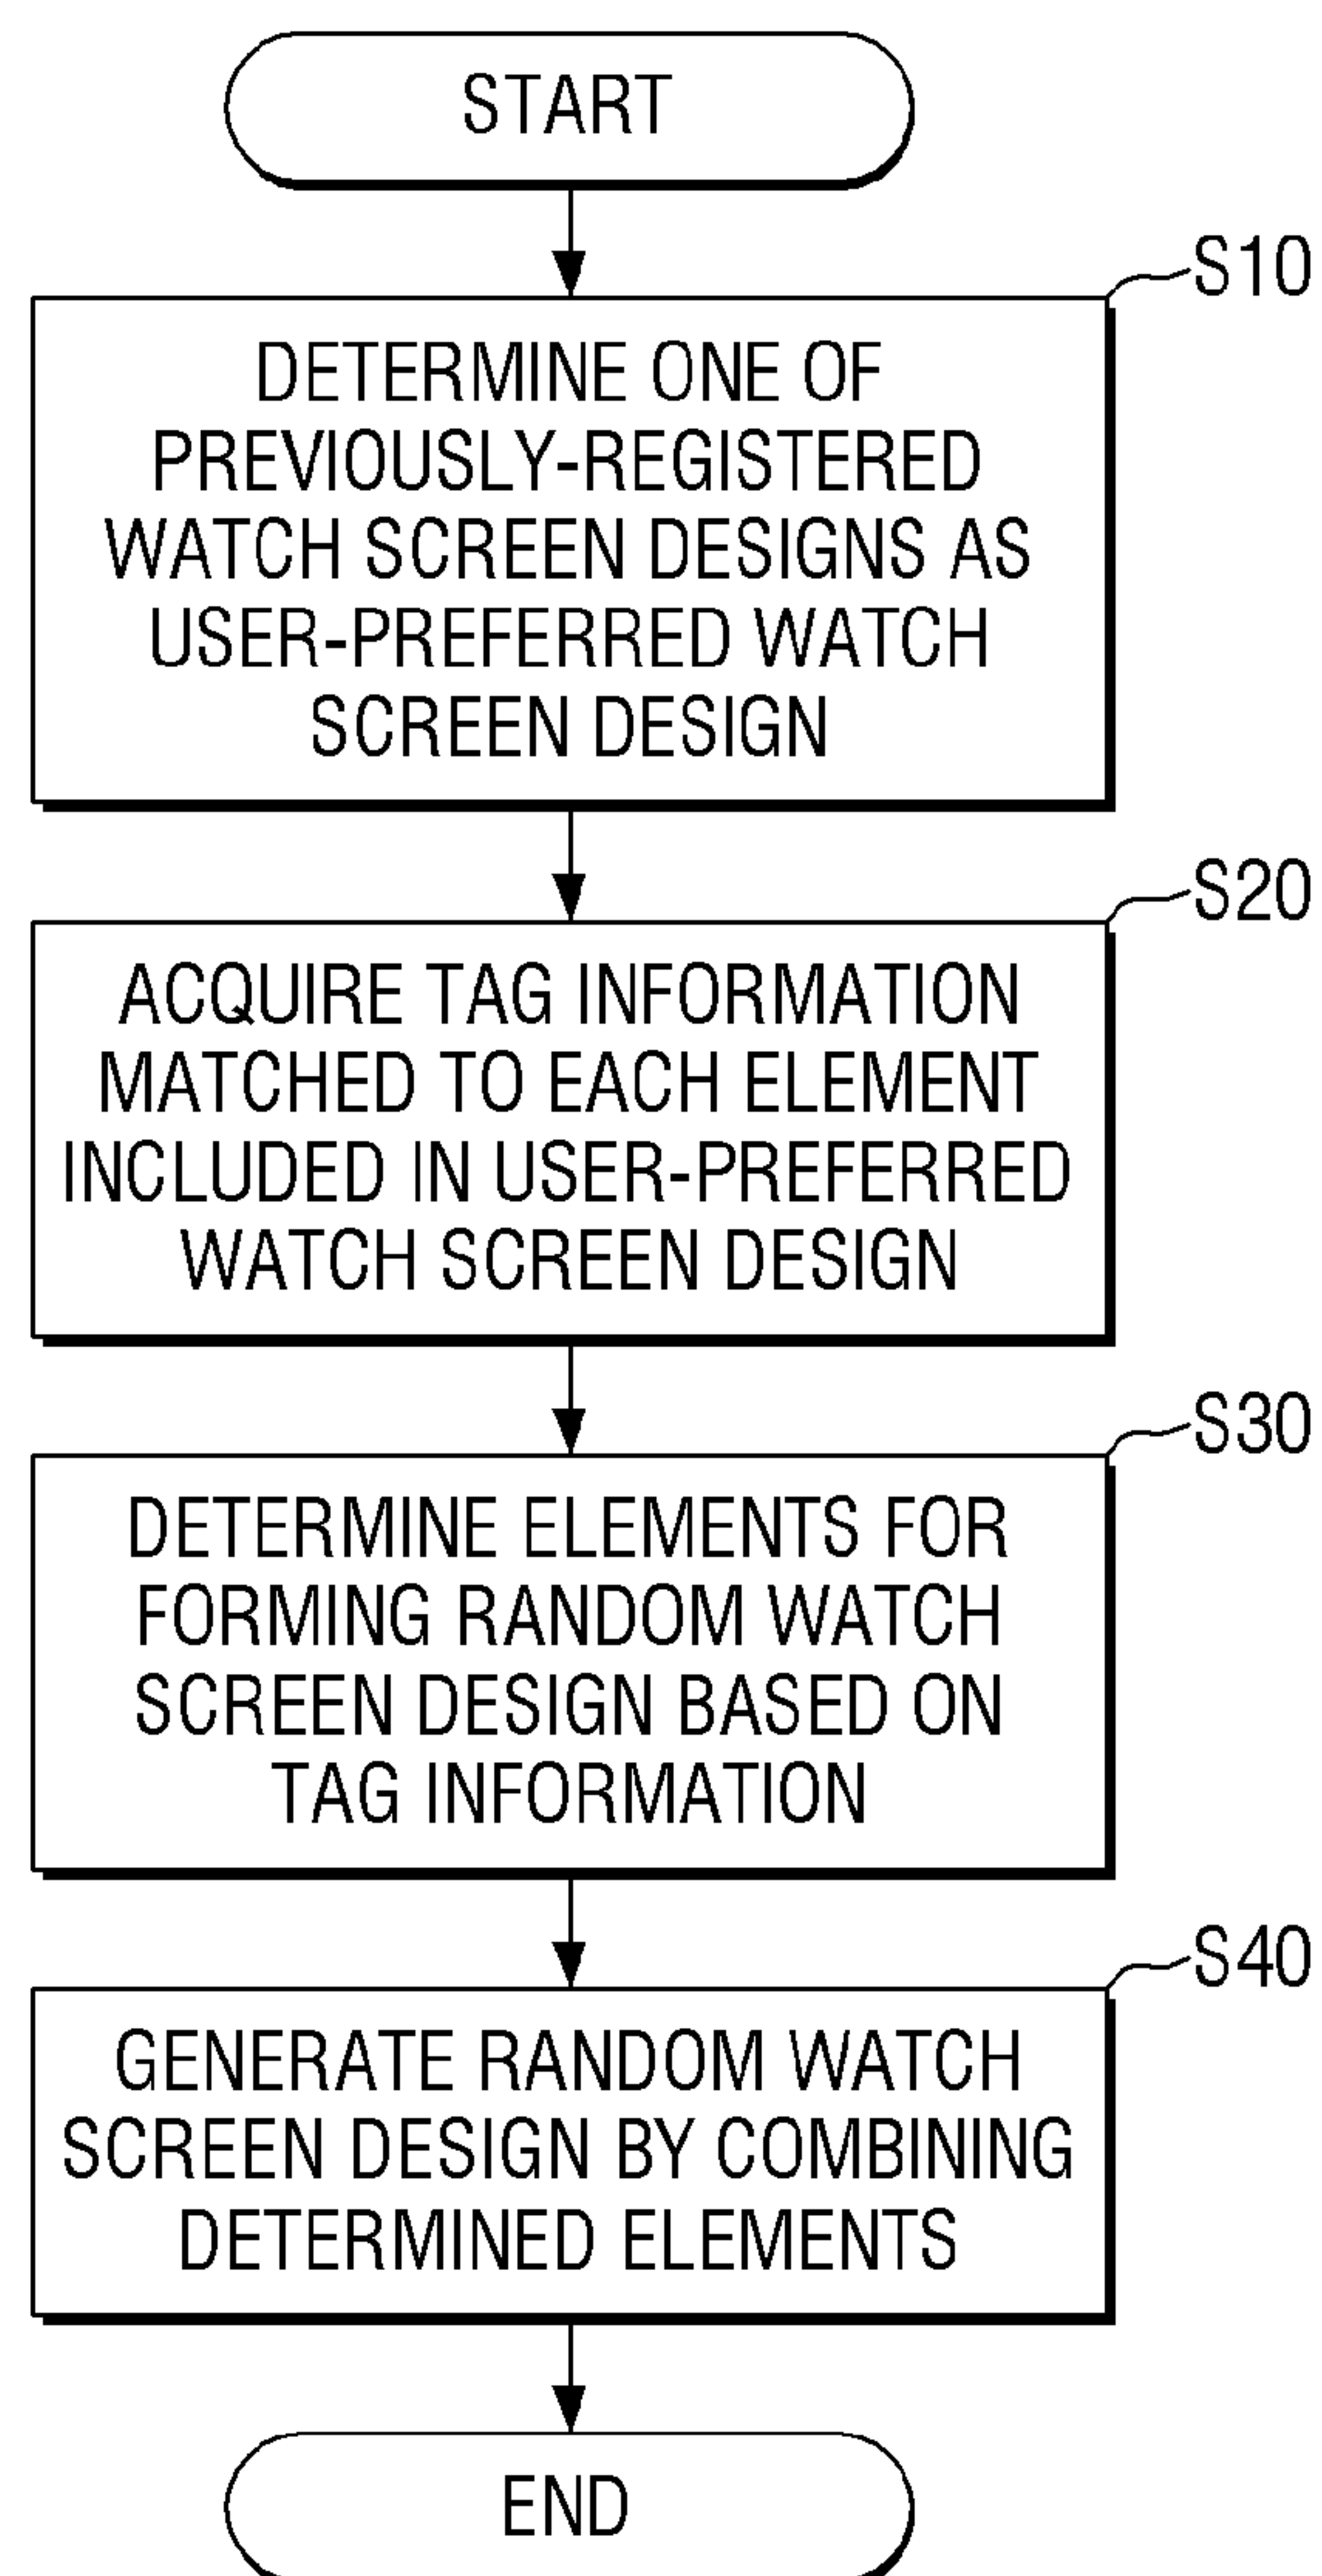 START
S10
DETERMINE ONE OF
PREVIOUSLY-REGISTERED
WATCH SCREEN DESIGNS AS
USER-PREFERRED WATCH
SCREEN DESIGN
S20
ACQUIRE TAG INFORMATION
MATCHED TO EACH ELEMENT
INCLUDED IN USER-PREFERRED
WATCH SCREEN DESIGN
S30
DETERMINE ELEMENTS FOR
FORMING RANDOM WATCH
SCREEN DESIGN BASED ON
TAG INFORMATION
S40
GENERATE RANDOM WATCH
SCREEN DESIGN BY COMBINING
DETERMINED ELEMENTS
END